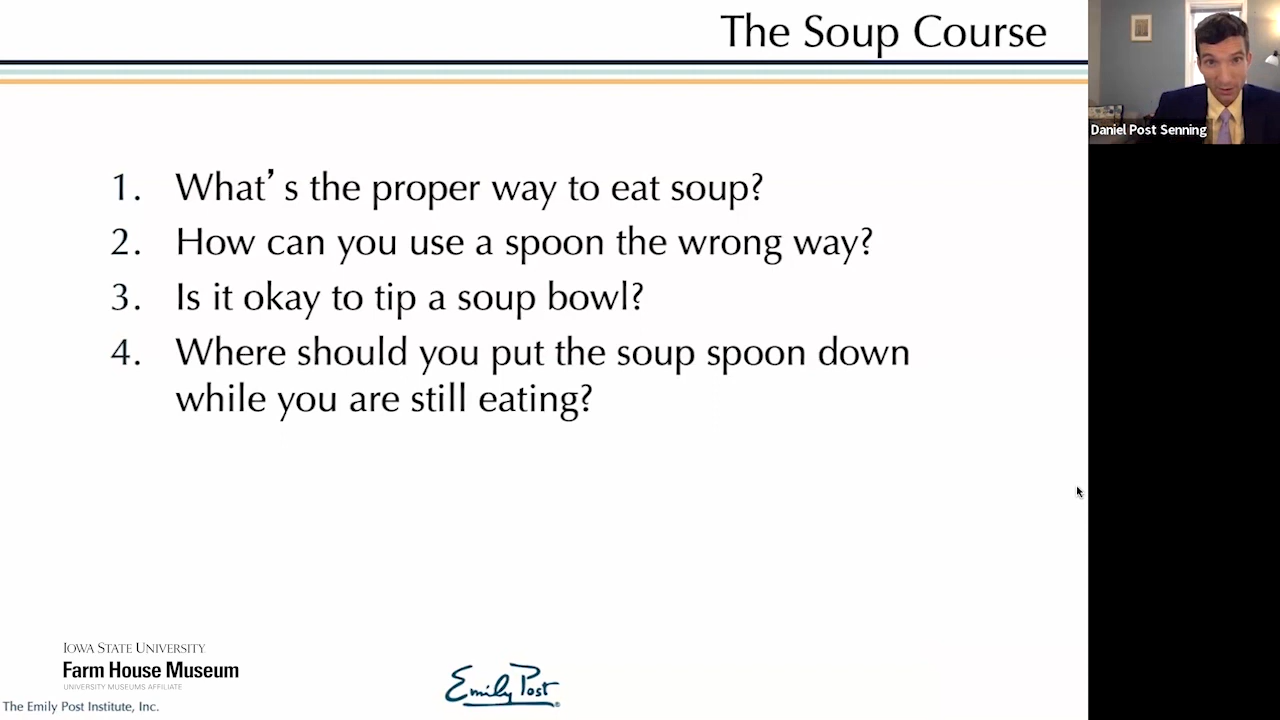 The Soup Course
Daniel Post Senning
1. What's the proper way to eat soup?
2. How can you use a spoon the wrong way?
3. Is it okay to tip a soup bowl?
4. Where should you put the soup spoon down
while you are still eating?
IOWA STATE UNIVERSITY
Farm House Museum
UNIVERSITY MUSEUMS AFFILIATE
Emily Post®
The Emily Post Institute, Inc.